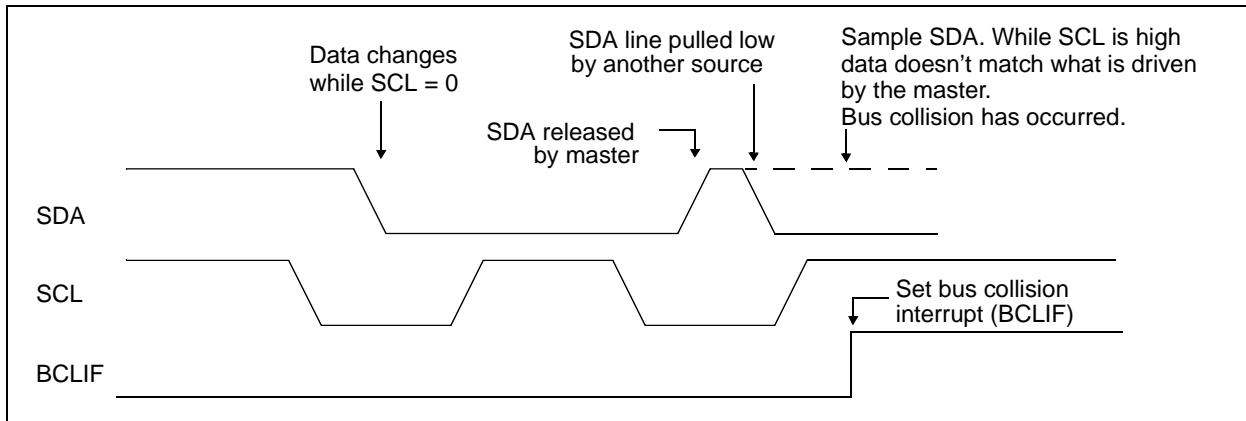 Data changes
while SCL = 0
SDA line pulled low
by another source
Sample SDA. While SCL is high
data doesn't match what is driven
by the master.
Bus collision has occurred.
SDA released
by master
SDA
SCL
Set bus collision
interrupt (BCLIF)
BCLIF